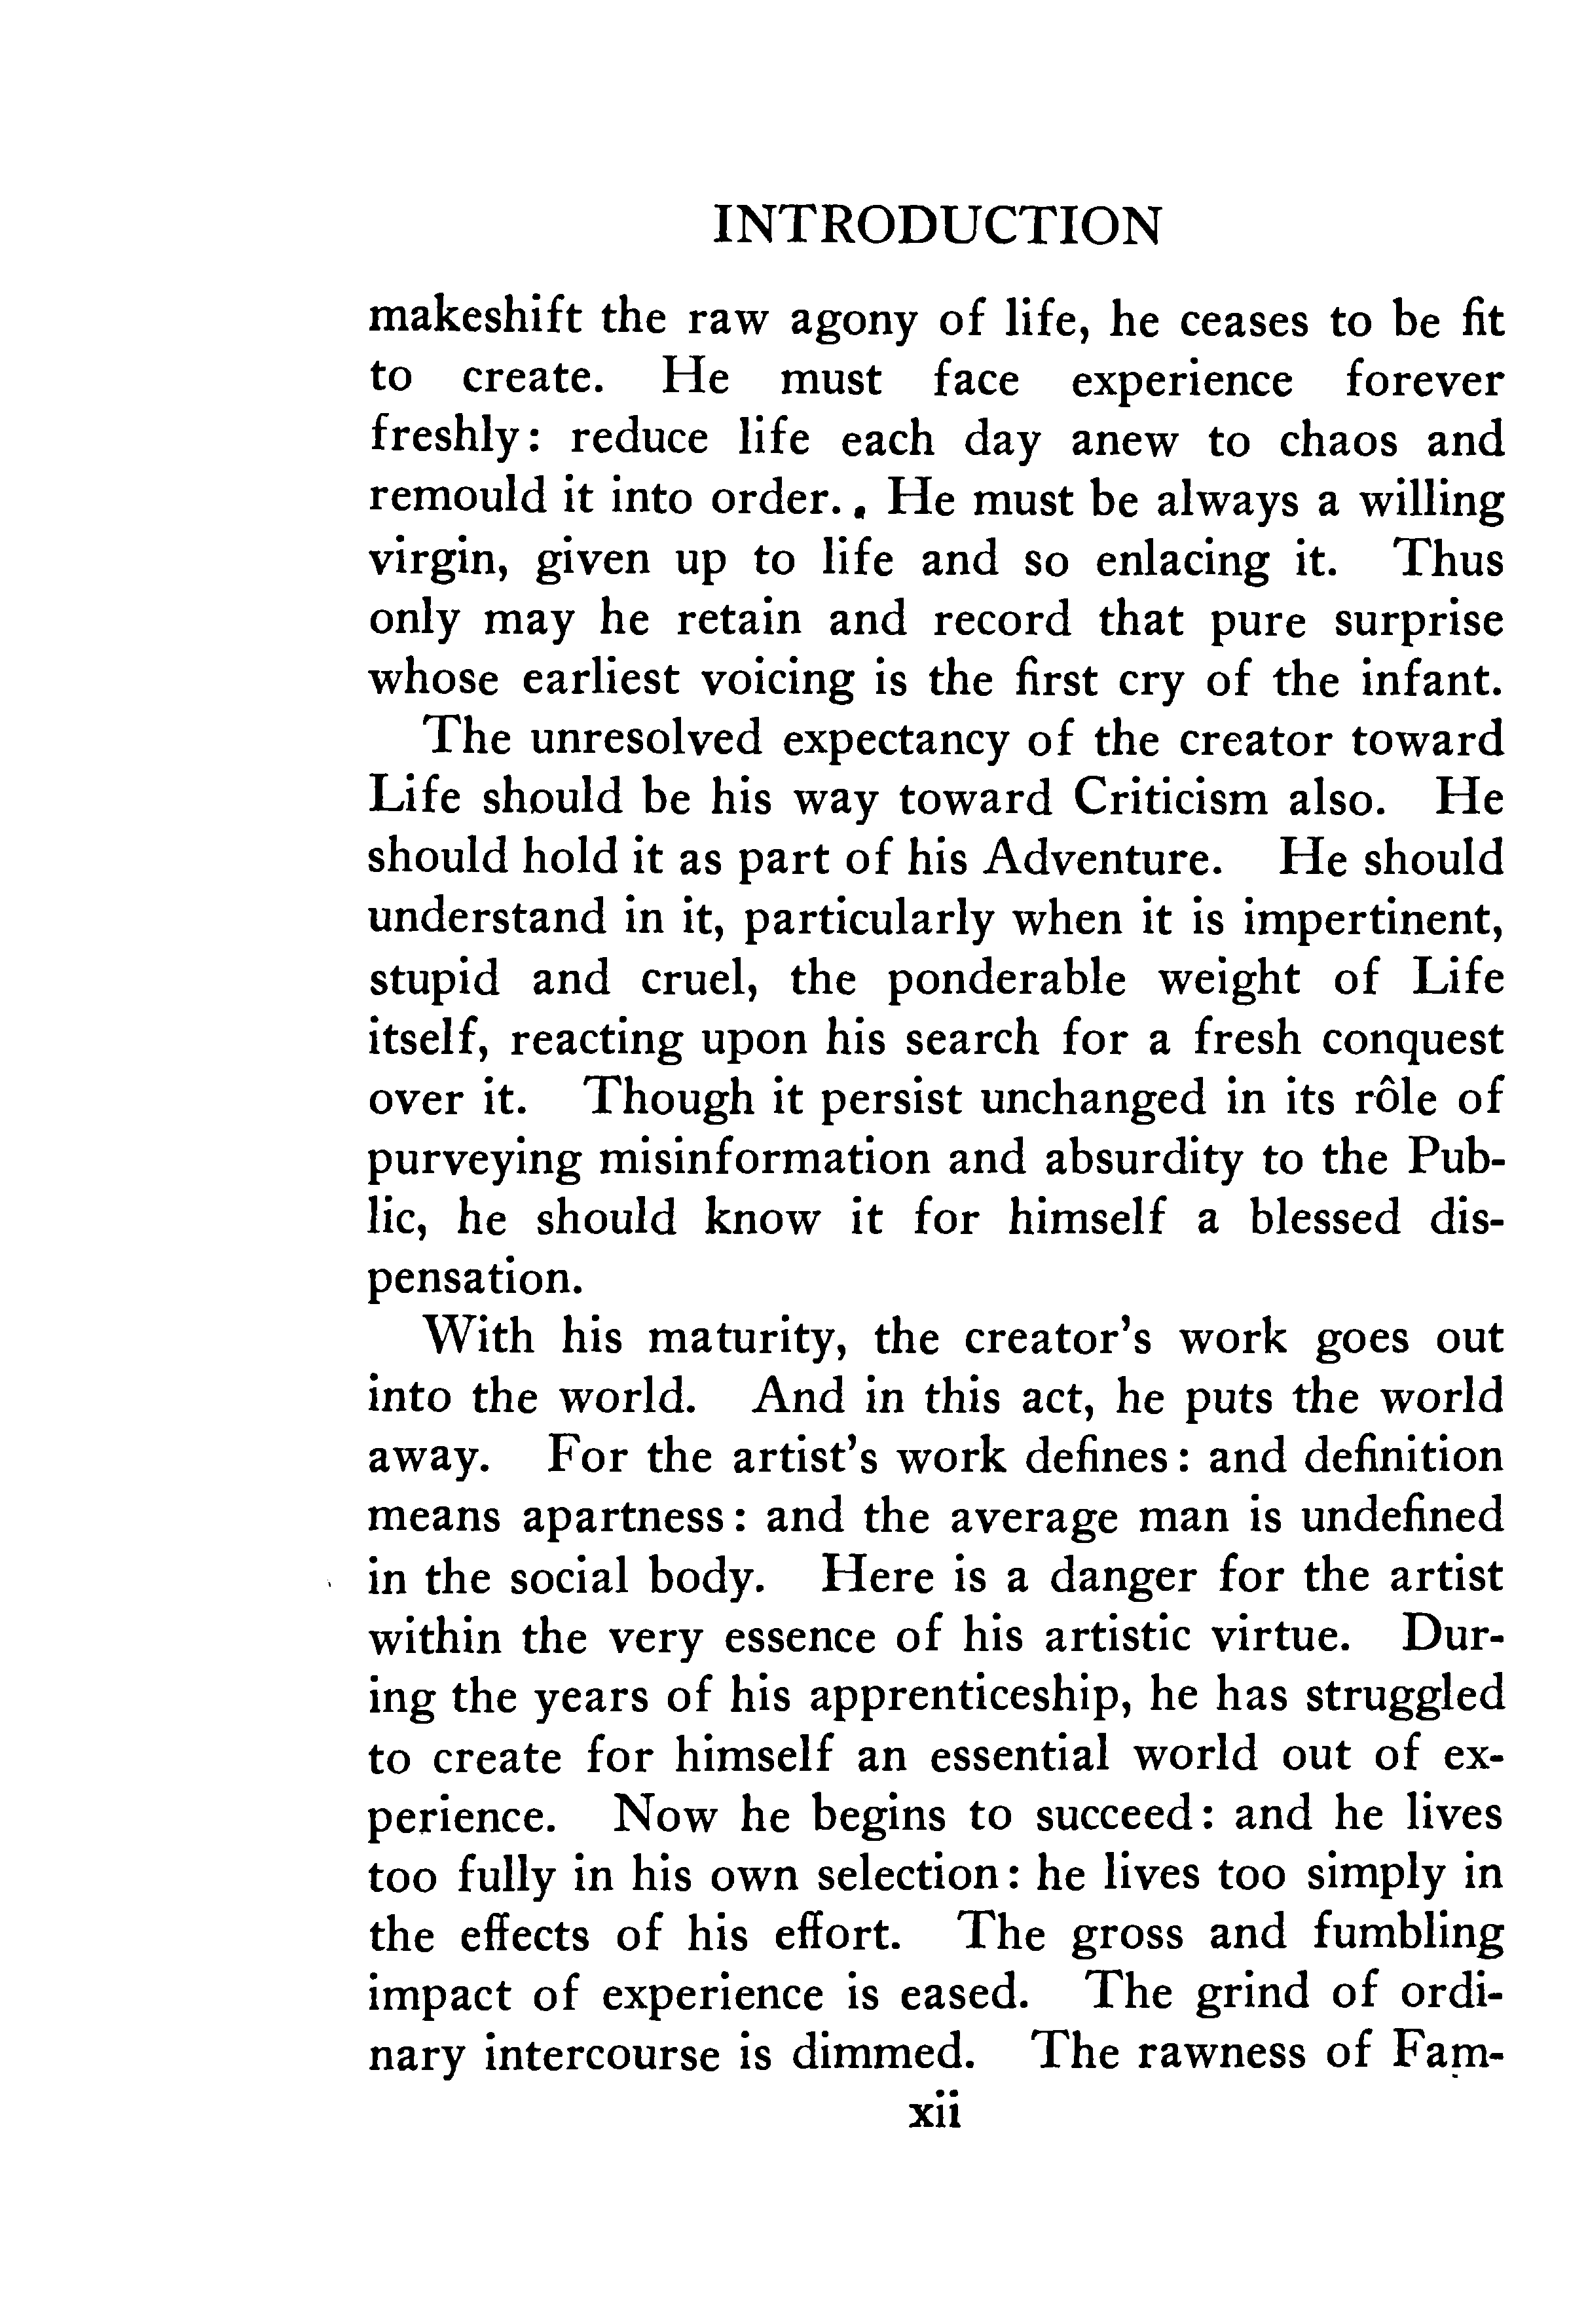 INTRODUCTION
makeshift the raw agony of life, he ceases to be fit
to create. He must face experience forever
freshly: reduce life each day anew to chaos and
remould it into order. . He must be always a willing
virgin, given up to life and so enlacing it. Thus
only may he retain and record that pure surprise
whose earliest voicing is the first cry of the infant.
The unresolved expectancy of the creator toward
Life should be his way toward Criticism also. He
should hold it as part of his Adventure. He should
understand in it, particularly when it is impertinent,
stupid and cruel, the ponderable weight of Life
itself, reacting upon his search for a fresh conquest
over it. Though it persist unchanged in its rôle of
purveying misinformation and absurdity to the Pub-
lic, he should know it for himself a blessed dis-
pensation.
With his maturity, the creator's work goes out
into the world. And in this act, he puts the world
away. For the artist's work defines: and definition
means apartness: and the average man is undefined
in the social body. Here is a danger for the artist
within the very essence of his artistic virtue. Dur-
ing the years of his apprenticeship, he has struggled
to create for himself an essential world out of ex-
perience. Now he begins to succeed: and he lives
too fully in his own selection: he lives too simply in
the effects of his effort. The gross and fumbling
impact of experience is eased. The grind of ordi-
nary intercourse is dimmed. The rawness of Fam-
xii